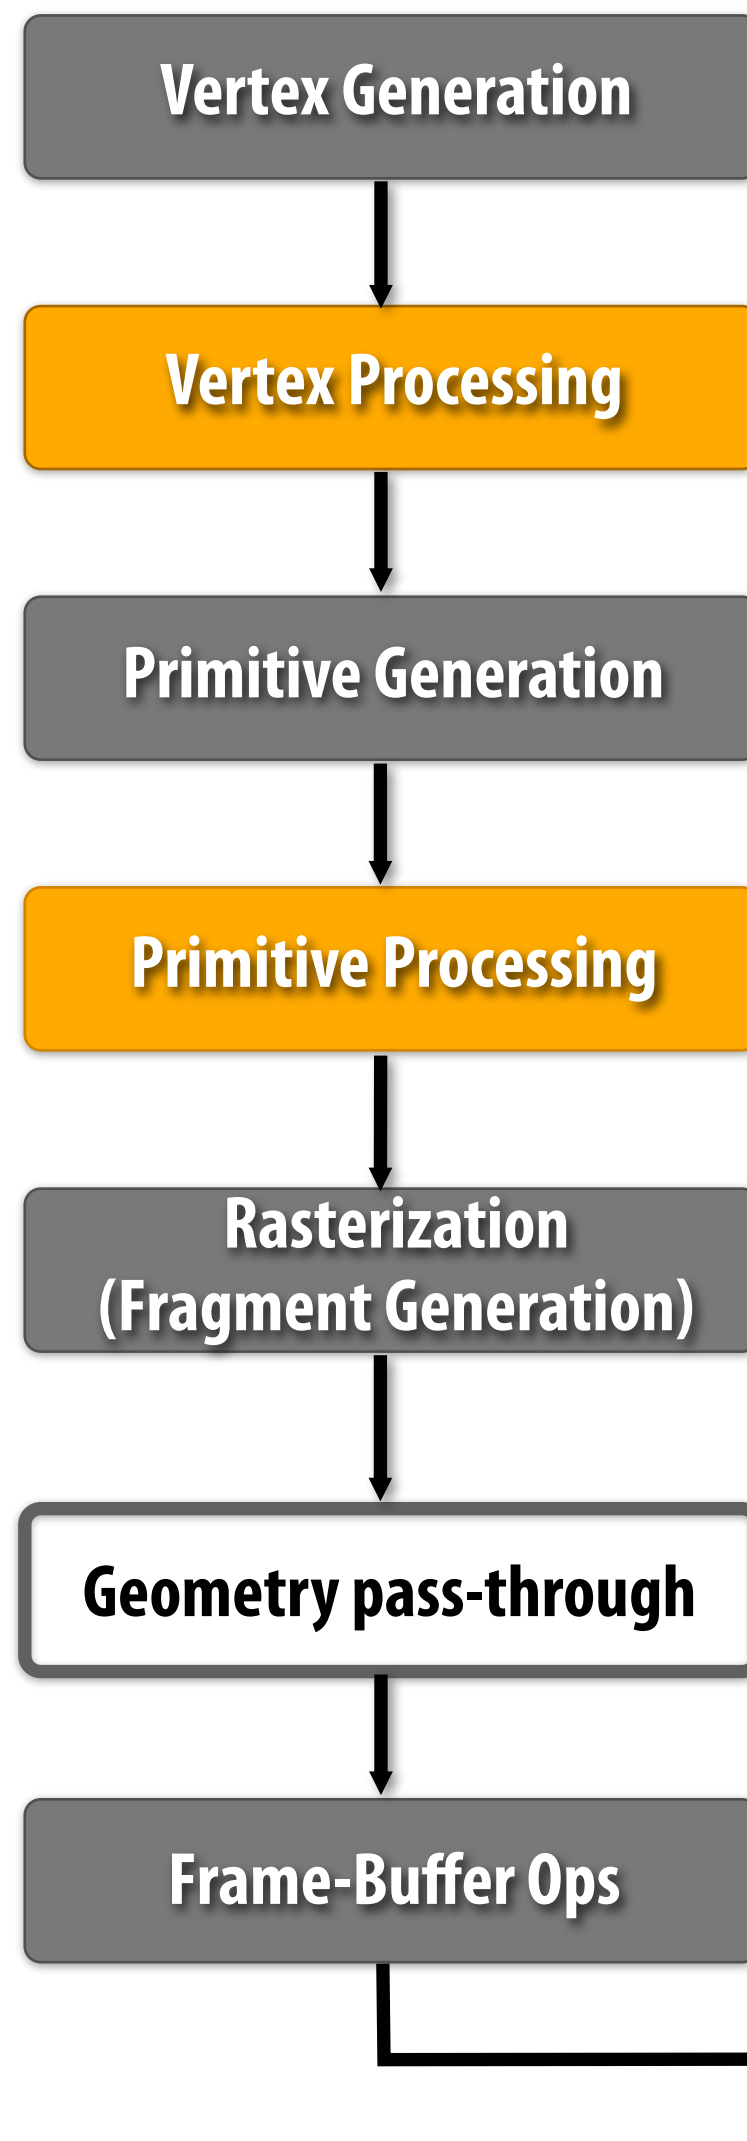 Vertex Generation
Vertex Processing
Primitive Generation
Primitive Processing
Rasterization
(Fragment Generation)
Geometry pass-through
Frame-Buffer Ops